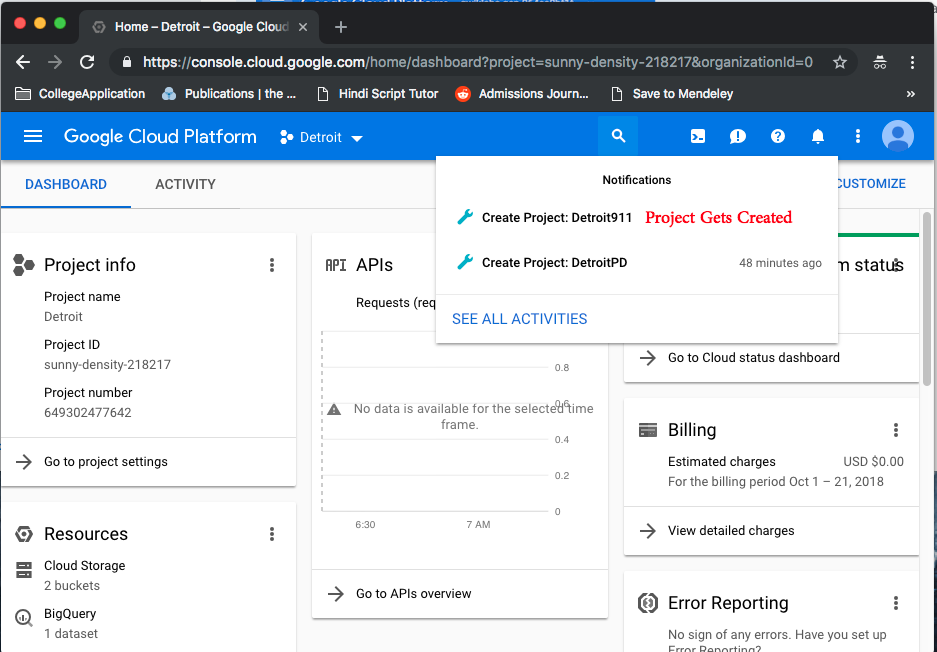 Home – Detroit – Google Cloud
https://console.cloud.google.com/home/dashboard?project=sunny-density-218217&organizationId=0
CollegeApplication
Publications | the ...
Hindi Script Tutor
Admissions Journ...
Save to Mendeley
»
Google Cloud Platform
Detroit
DASHBOARD
ACTIVITY
CUSTOMIZE
Notifications
Create Project: Detroit911
Project Gets Created
Create Project: DetroitPD
48 minutes ago
SEE ALL ACTIVITIES
Project info
Project name
Detroit
Project ID
sunny-density-218217
Project number
649302477642
Go to project settings
Resources
Cloud Storage
2 buckets
BigQuery
1 dataset
API APIs
Requests (req
0.8
0.6
0.4
0.2
0
No data is available for the selected time
frame.
6:30
7 AM
Go to APIs overview
m status
Go to Cloud status dashboard
Billing
Estimated charges
USD $0.00
For the billing period Oct 1 – 21, 2018
View detailed charges
Error Reporting
No sign of any errors. Have you set up
Error Reporting?